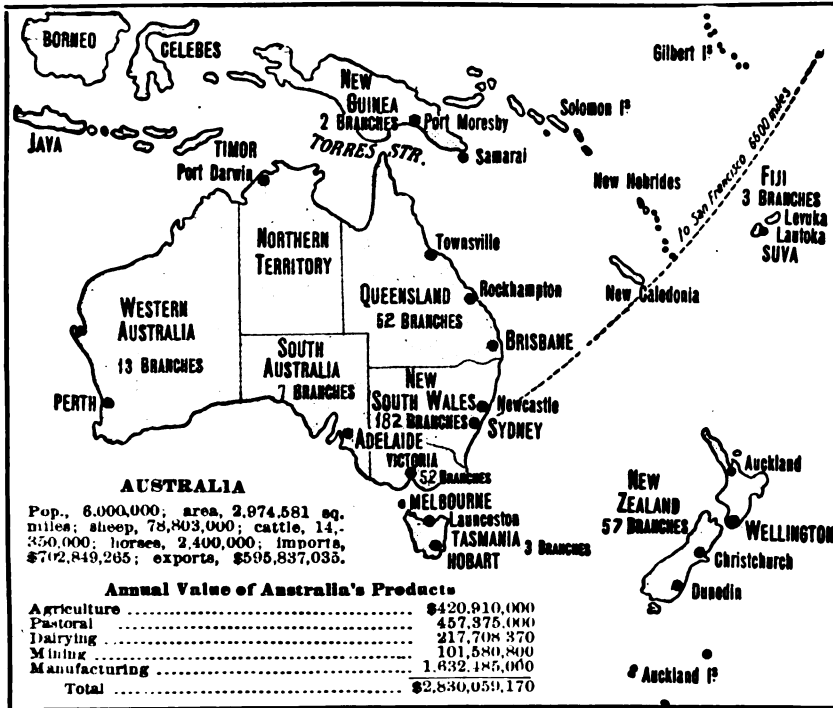 BORNEO
CELEBES
Gilbert Is
NEW
GUINEA
2 BRANCHES
Port Moresby
Solomon Is
JAVA
TIMOR
TORRES STR.
Samarai
Port Darwin
to San Francisco 6600 miles
New Hebrides
FIJI
3 BRANCHES
Levuka
Lautoka
SUVA
NORTHERN
TERRITORY
Townsville
QUEENSLAND
52 BRANCHES
Rockhampton
New Caledonia
WESTERN
AUSTRALIA
13 BRANCHES
BRISBANE
SOUTH
AUSTRALIA
7 BRANCHES
NEW
SOUTH WALES
182 BRANCHES
Newcastle
SYDNEY
PERTH
ADELAIDE
VICTORIA
52 BRANCHES
MELBOURNE
Launceston
TASMANIA
3 BRANCHES
HOBART
NEW
ZEALAND
57 BRANCHES
Auckland
WELLINGTON
Christchurch
Dunedin
Auckland Is
AUSTRALIA
Pop., 6,000,000; area, 2,974,581 sq.
miles; sheep, 78,803,000; cattle, 14,-
350,000; horses, 2,400,000; imports,
$702,849,265; exports, $595,837,035.
Annual Value of Australia's Products
Agriculture ........ $420,910,000
Pastoral ........ 457,375,000
Dairying ........ 217,708 370
Mining ........ 101,580,800
Manufacturing ........ 1,632,485,000
Total ........ $2,830,059,170